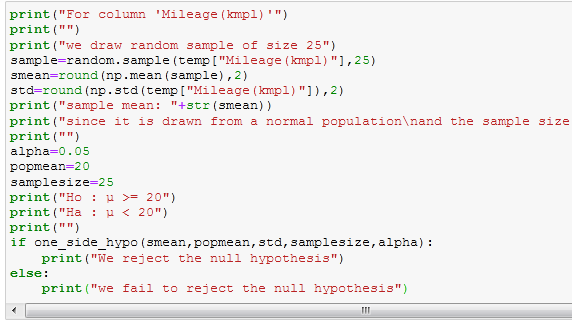 print("For column 'Mileage(kmpl)'")
print("")
print("we draw random sample of size 25")
sample=random.sample(temp["Mileage(kmpl)"],25)
smean=round(np.mean(sample),2)
std=round(np.std(temp["Mileage(kmpl)"]),2)
print("sample mean: "+str(smean))
print("since it is drawn from a normal population\nand the sample size
print("")
alpha=0.05
popmean=20
samplesize=25
print("Ho : μ >= 20")
print("Ha : μ < 20")
print("")
if one_side_hypo(smean,popmean,std,samplesize,alpha):
    print("We reject the null hypothesis")
else:
    print("we fail to reject the null hypothesis")